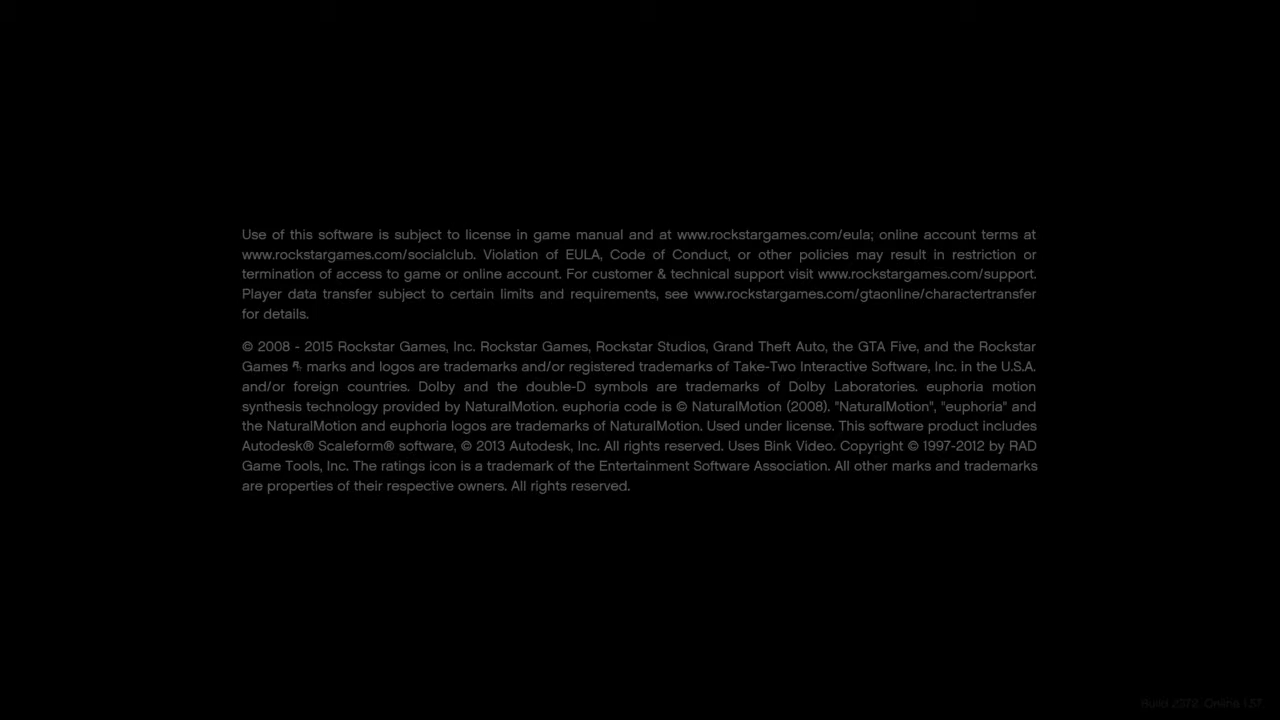 Use of this software is subject to license in game manual and at www.rockstargames.com/eula; online account terms at
www.rockstargames.com/socialclub. Violation of EULA, Code of Conduct, or other policies may result in restriction or
termination of access to game or online account. For customer & technical support visit www.rockstargames.com/support.
Player data transfer subject to certain limits and requirements, see www.rockstargames.com/gtaonline/charactertransfer
for details.
© 2008 - 2015 Rockstar Games, Inc. Rockstar Games, Rockstar Studios, Grand Theft Auto, the GTA Five, and the Rockstar
Games R* marks and logos are trademarks and/or registered trademarks of Take-Two Interactive Software, Inc. in the U.S.A.
and/or foreign countries. Dolby and the double-D symbols are trademarks of Dolby Laboratories. euphoria motion
synthesis technology provided by NaturalMotion. euphoria code is © NaturalMotion (2008). "NaturalMotion", "euphoria" and
the NaturalMotion and euphoria logos are trademarks of NaturalMotion. Used under license. This software product includes
Autodesk® Scaleform® software, © 2013 Autodesk, Inc. All rights reserved. Uses Bink Video. Copyright © 1997-2012 by RAD
Game Tools, Inc. The ratings icon is a trademark of the Entertainment Software Association. All other marks and trademarks
are properties of their respective owners. All rights reserved.
Build Online